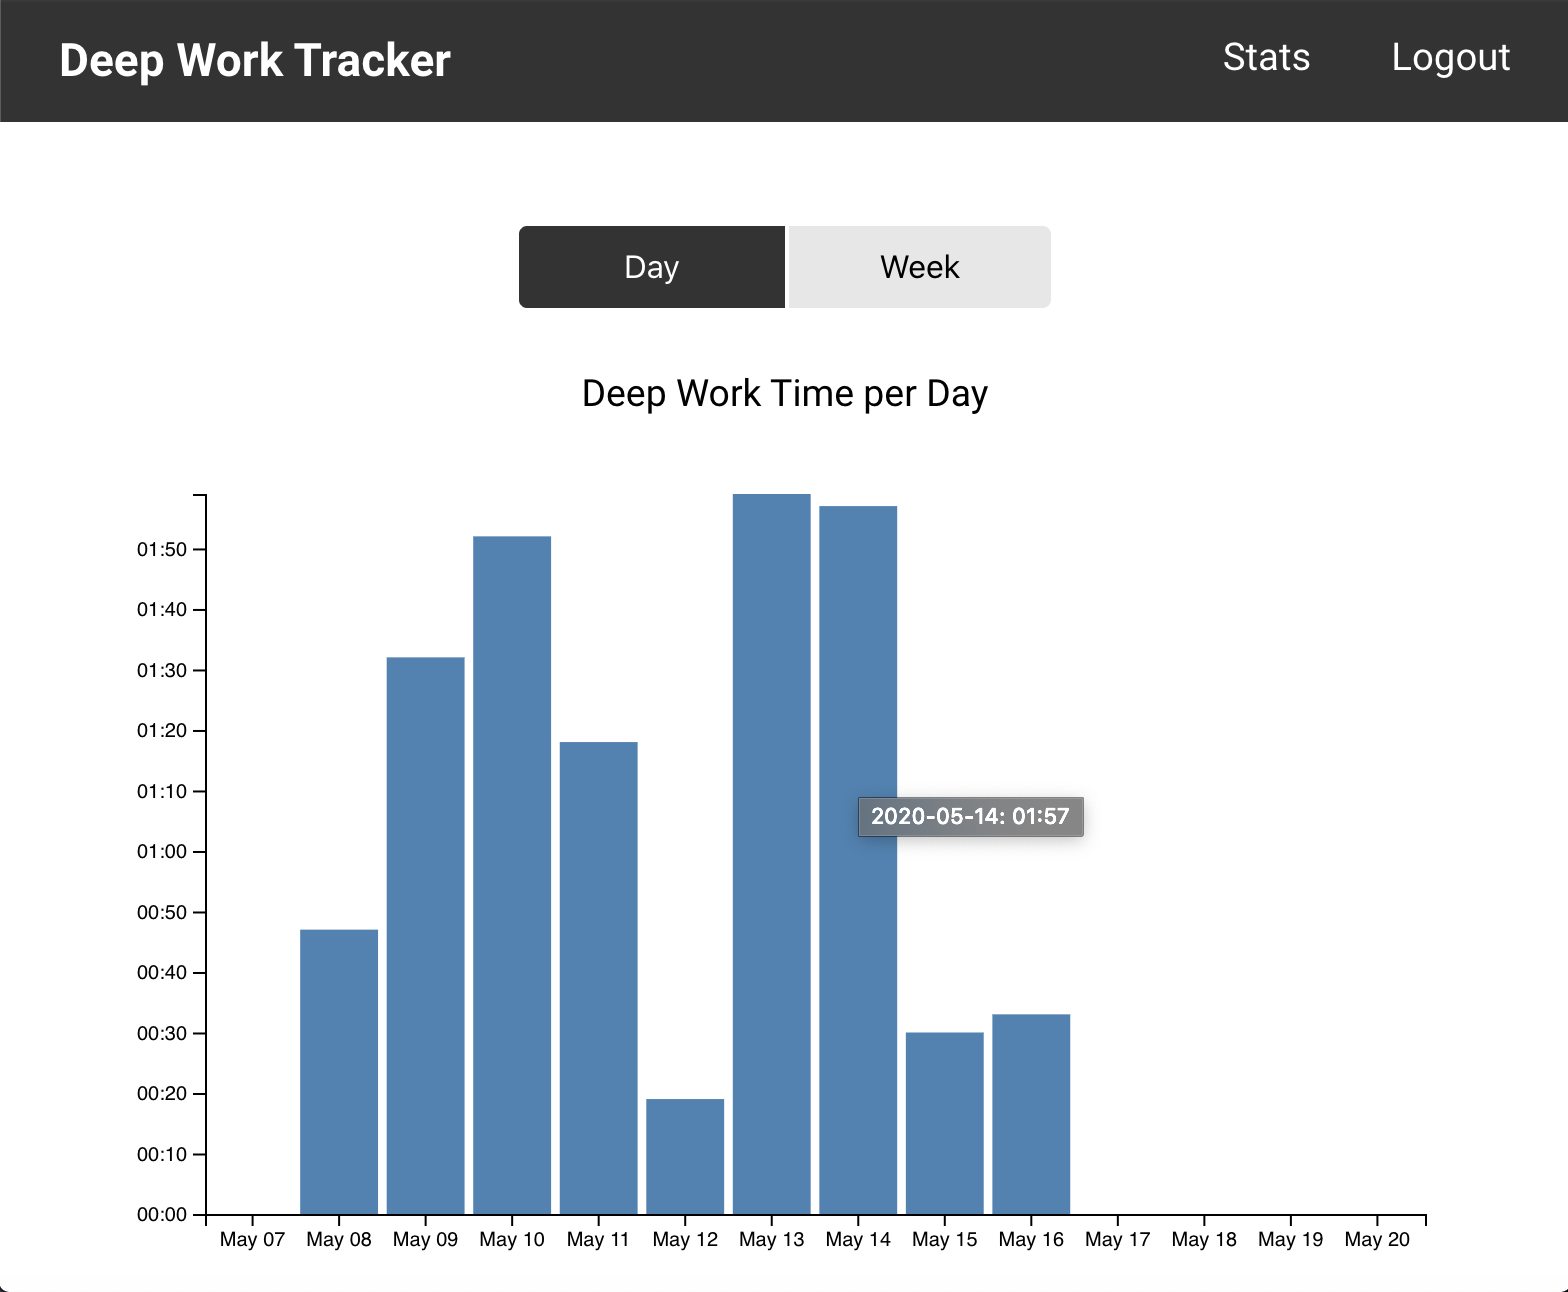 Deep Work Tracker
Stats
Logout
Day
Week
Deep Work Time per Day
01:50
01:40
01:30
01:20
01:10
2020-05-14: 01:57
01:00
00:50
00:40
00:30
00:20
00:10
00:00
May 07 May 08 May 09 May 10 May 11 May 12 May 13 May 14 May 15 May 16 May 17 May 18 May 19 May 20